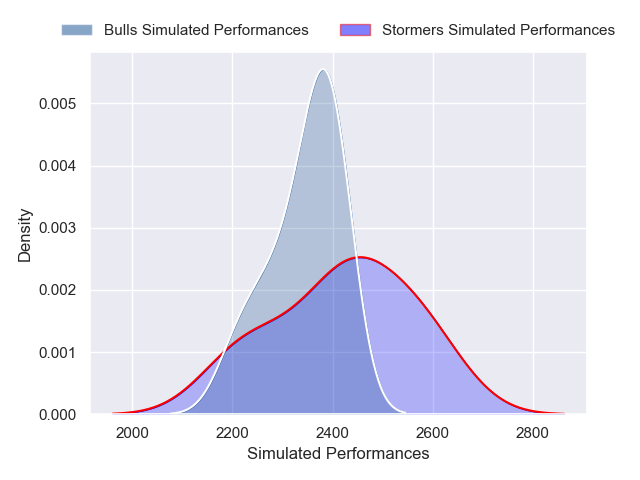 Bulls Simulated Performances
Stormers Simulated Performances
Density
0.005
0.004
0.003
0.002
0.001
0.000
2000 2200 2400 2600 2800
Simulated Performances